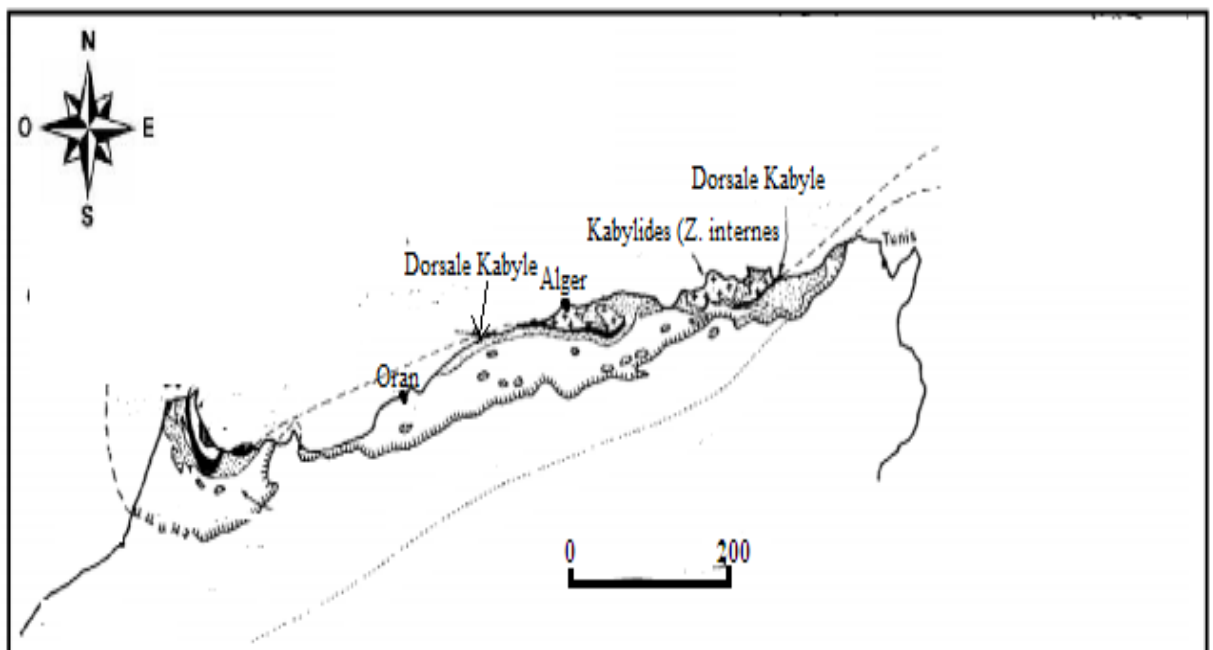 N
O
E
S
Dorsale Kabyle
Kabylides (Z. internes
Tunis
Dorsale Kabyle
Alger
Oran
0
200